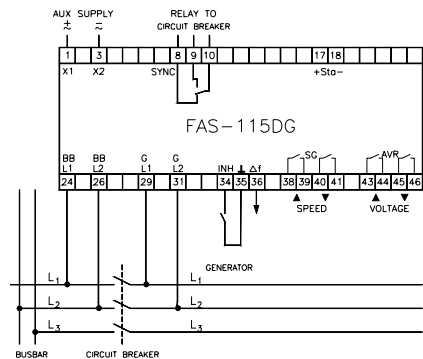 AUX SUPPLY RELAY TO
± ~ ~ CIRCUIT BREAKER
1 3 8 9 10 17 18
X1 X2 SYNC +Sta-
FAS-115DG
BB BB G G SG AVR
L1 L2 L1 L2 INH ⊥ Δf
24 26 29 31 34 35 36 38 39 40 41 43 44 45 46
SPEED VOLTAGE
GENERATOR
L1 L1
L2 L2
L3 L3
BUSBAR CIRCUIT BREAKER